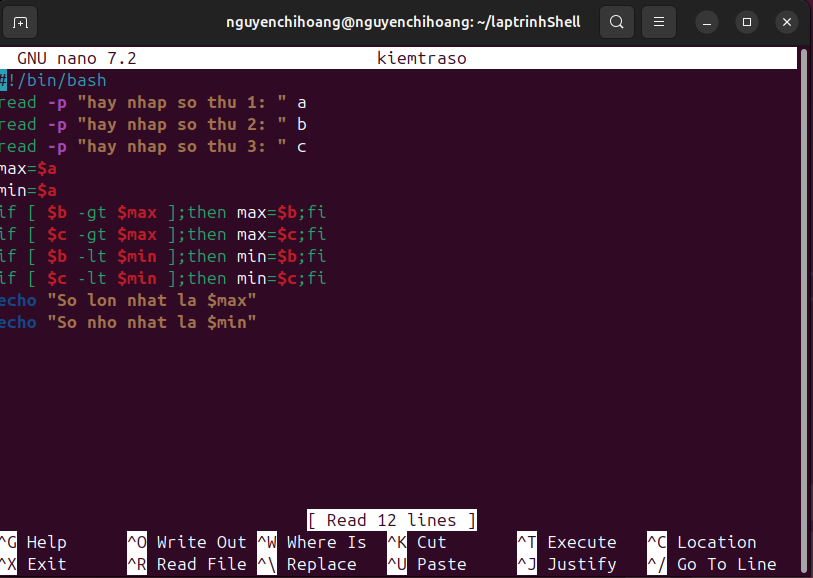 nguyenchihoang@nguyenchihoang: ~/laptrinhShell
GNU nano 7.2 kiemtraso
#!/bin/bash
read -p "hay nhap so thu 1: " a
read -p "hay nhap so thu 2: " b
read -p "hay nhap so thu 3: " c
max=$a
min=$a
if [ $b -gt $max ];then max=$b;fi
if [ $c -gt $max ];then max=$c;fi
if [ $b -lt $min ];then min=$b;fi
if [ $c -lt $min ];then min=$c;fi
echo "So lon nhat la $max"
echo "So nho nhat la $min"
[ Read 12 lines ]
^G Help ^O Write Out ^W Where Is ^K Cut ^T Execute ^C Location
^X Exit ^R Read File ^\ Replace ^U Paste ^J Justify ^/ Go To Line